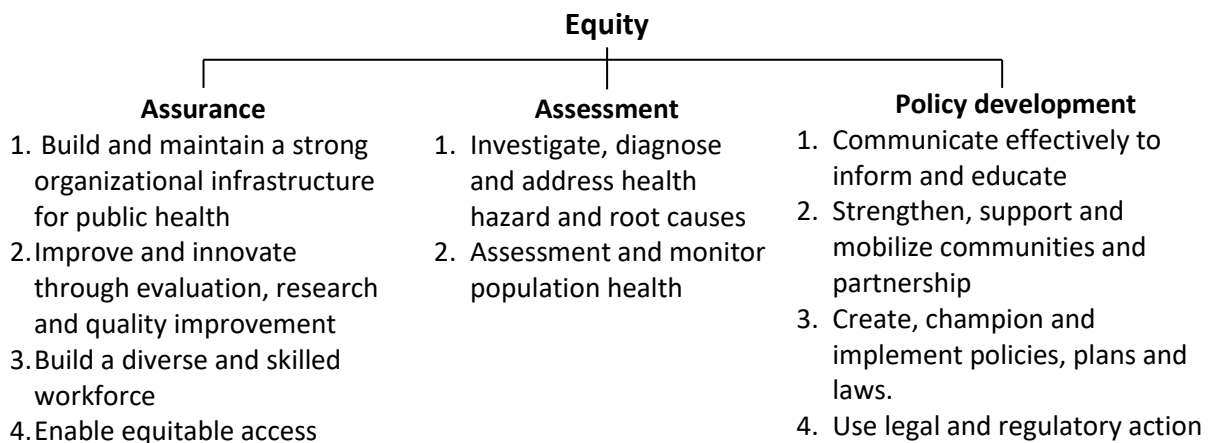 Equity
Assurance
1. Build and maintain a strong
organizational infrastructure
for public health
2. Improve and innovate
through evaluation, research
and quality improvement
3. Build a diverse and skilled
workforce
4. Enable equitable access
Assessment
1. Investigate, diagnose
and address health
hazard and root causes
2. Assessment and monitor
population health
Policy development
1. Communicate effectively to
inform and educate
2. Strengthen, support and
mobilize communities and
partnership
3. Create, champion and
implement policies, plans and
laws.
4. Use legal and regulatory action